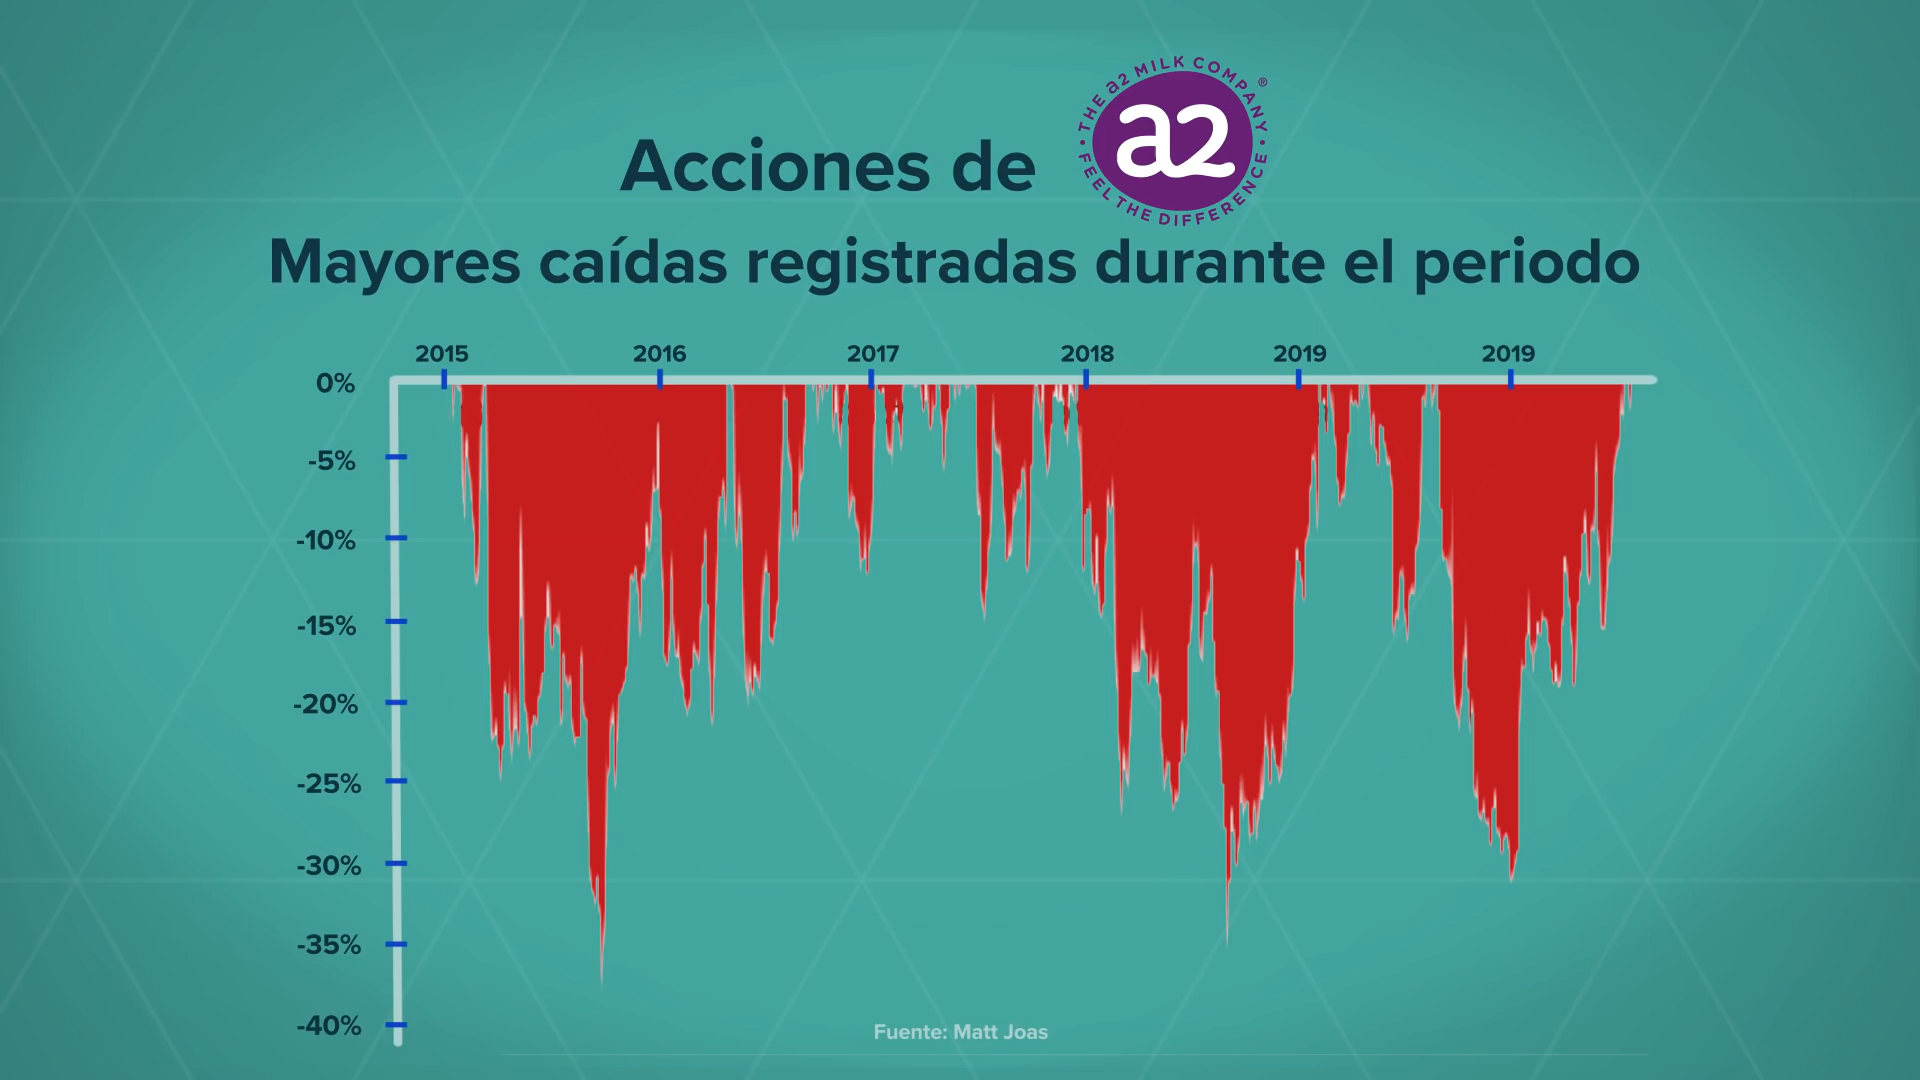 · THE a2 MILK COMPANY · FEEL THE DIFFERENCE
®
a2
Acciones de
Mayores caídas registradas durante el periodo
2015 2016 2017 2018 2019 2019
0%
-5%
-10%
-15%
-20%
-25%
-30%
-35%
-40%
Fuente: Matt Joas